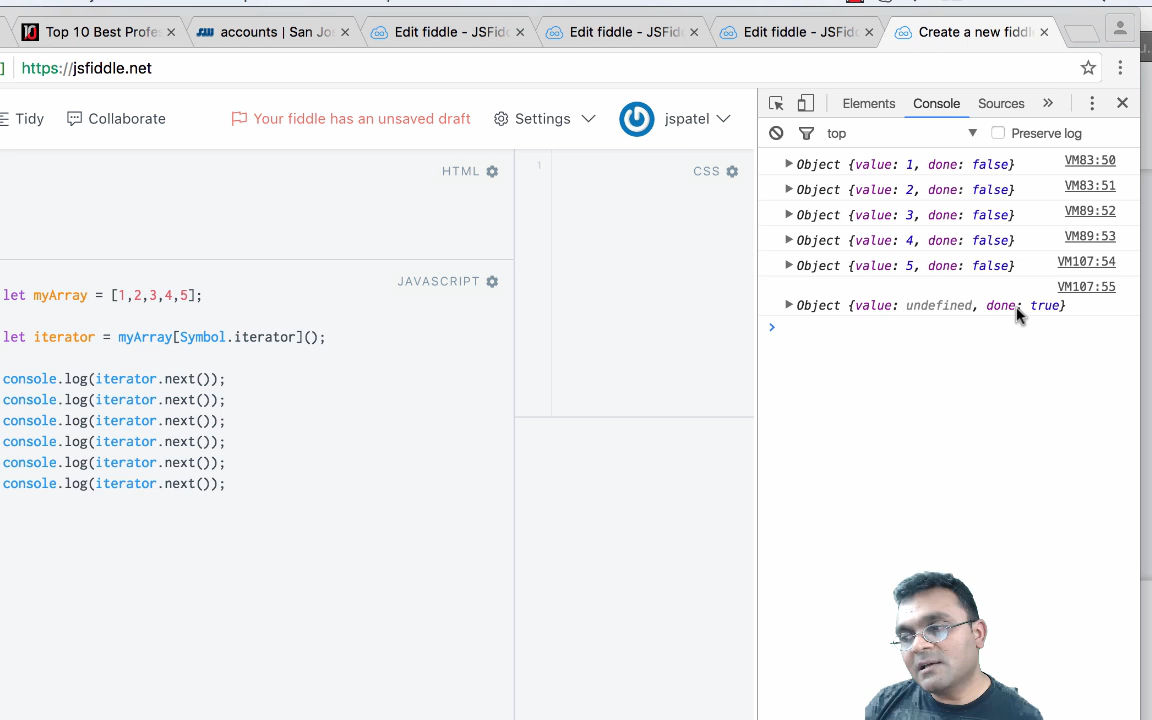 Top 10 Best Profes
accounts | San Jo
Edit fiddle - JSFid
Edit fiddle - JSFid
Edit fiddle - JSFid
Create a new fiddl
https://jsfiddle.net
Tidy
Collaborate
Your fiddle has an unsaved draft
Settings
jspatel
HTML
1
CSS
JAVASCRIPT
let myArray = [1,2,3,4,5];
let iterator = myArray[Symbol.iterator]();
console.log(iterator.next());
console.log(iterator.next());
console.log(iterator.next());
console.log(iterator.next());
console.log(iterator.next());
console.log(iterator.next());
Elements
Console
Sources
»
top
Preserve log
Object {value: 1, done: false} VM83:50
Object {value: 2, done: false} VM83:51
Object {value: 3, done: false} VM89:52
Object {value: 4, done: false} VM89:53
Object {value: 5, done: false} VM107:54
VM107:55
Object {value: undefined, done: true}